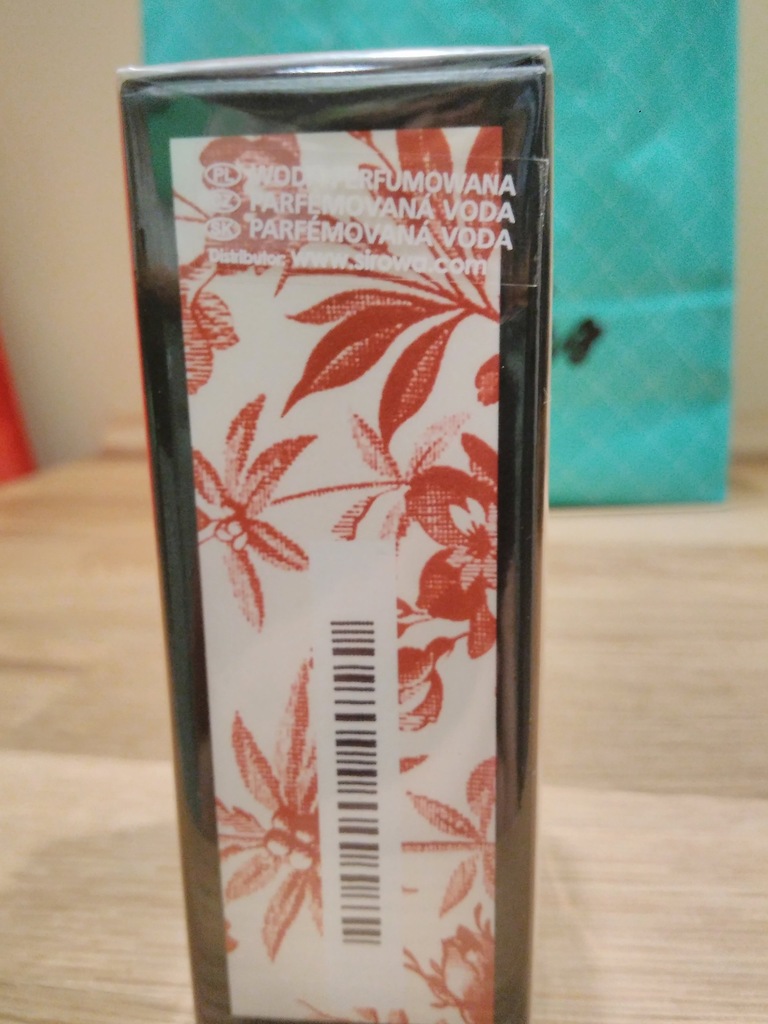 PL WODA PERFUMOWANA
CZ PARFÉMOVANÁ VODA
SK PARFÉMOVANÁ VODA
Distributor: www.sirowa.com